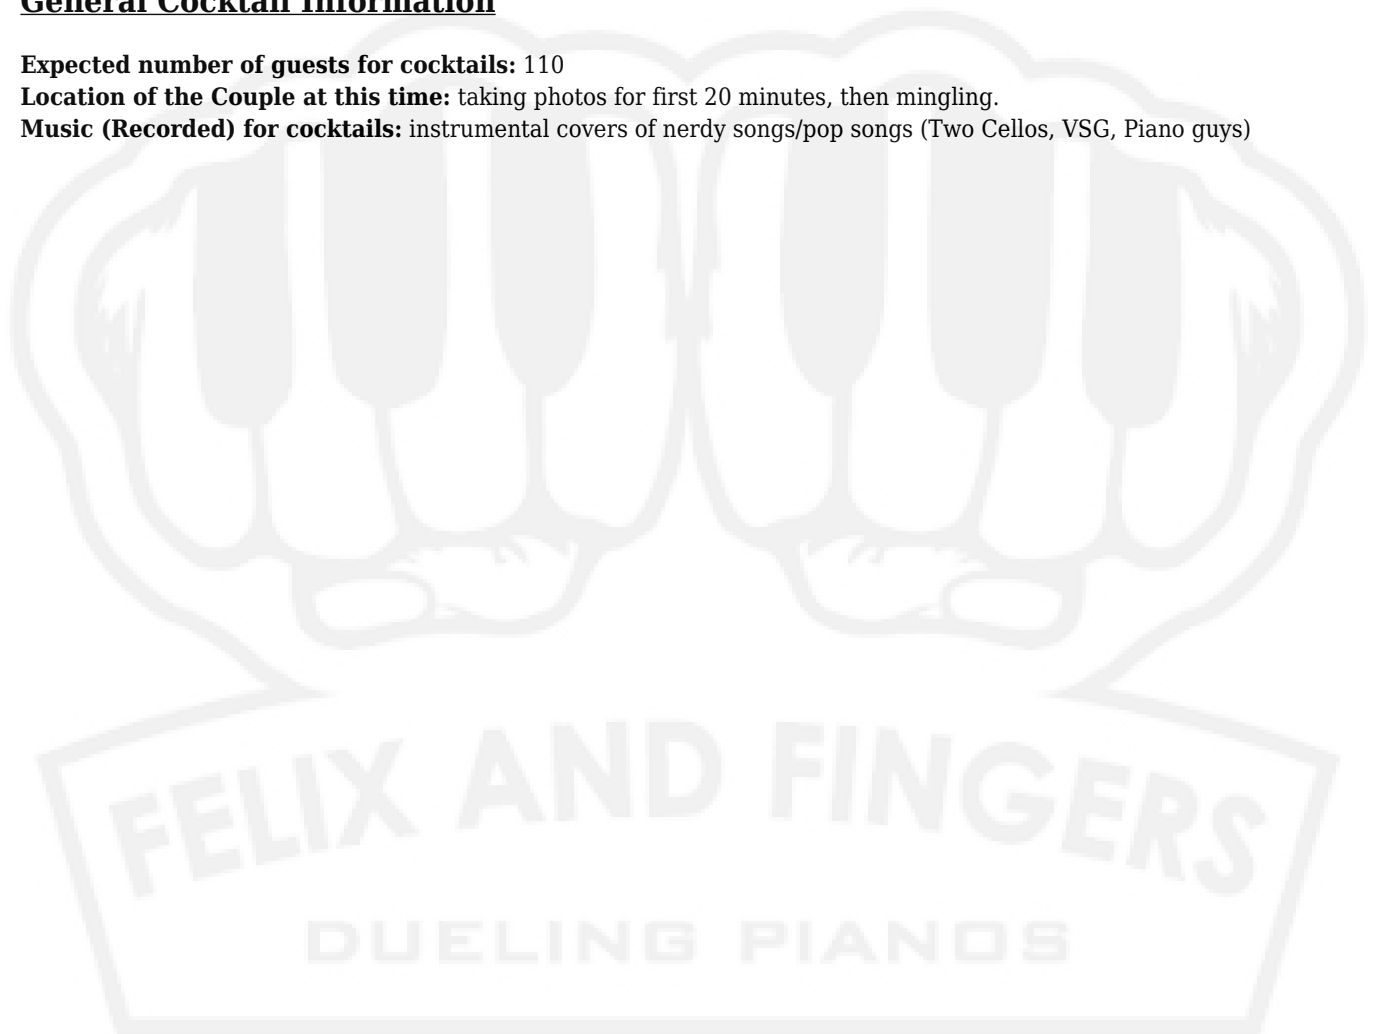 General Cocktail Information
Expected number of guests for cocktails: 110
Location of the Couple at this time: taking photos for first 20 minutes, then mingling.
Music (Recorded) for cocktails: instrumental covers of nerdy songs/pop songs (Two Cellos, VSG, Piano guys)
FELIX AND FINGERS
DUELING PIANOS